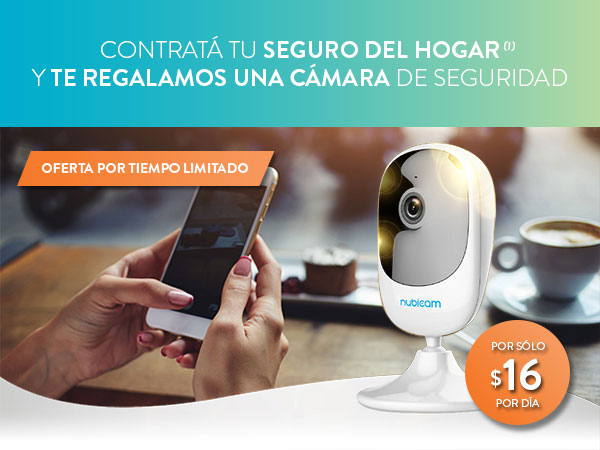 CONTRATÁ TU SEGURO DEL HOGAR (1)
Y TE REGALAMOS UNA CÁMARA DE SEGURIDAD
OFERTA POR TIEMPO LIMITADO
nubicam
POR SÓLO
$16
POR DÍA